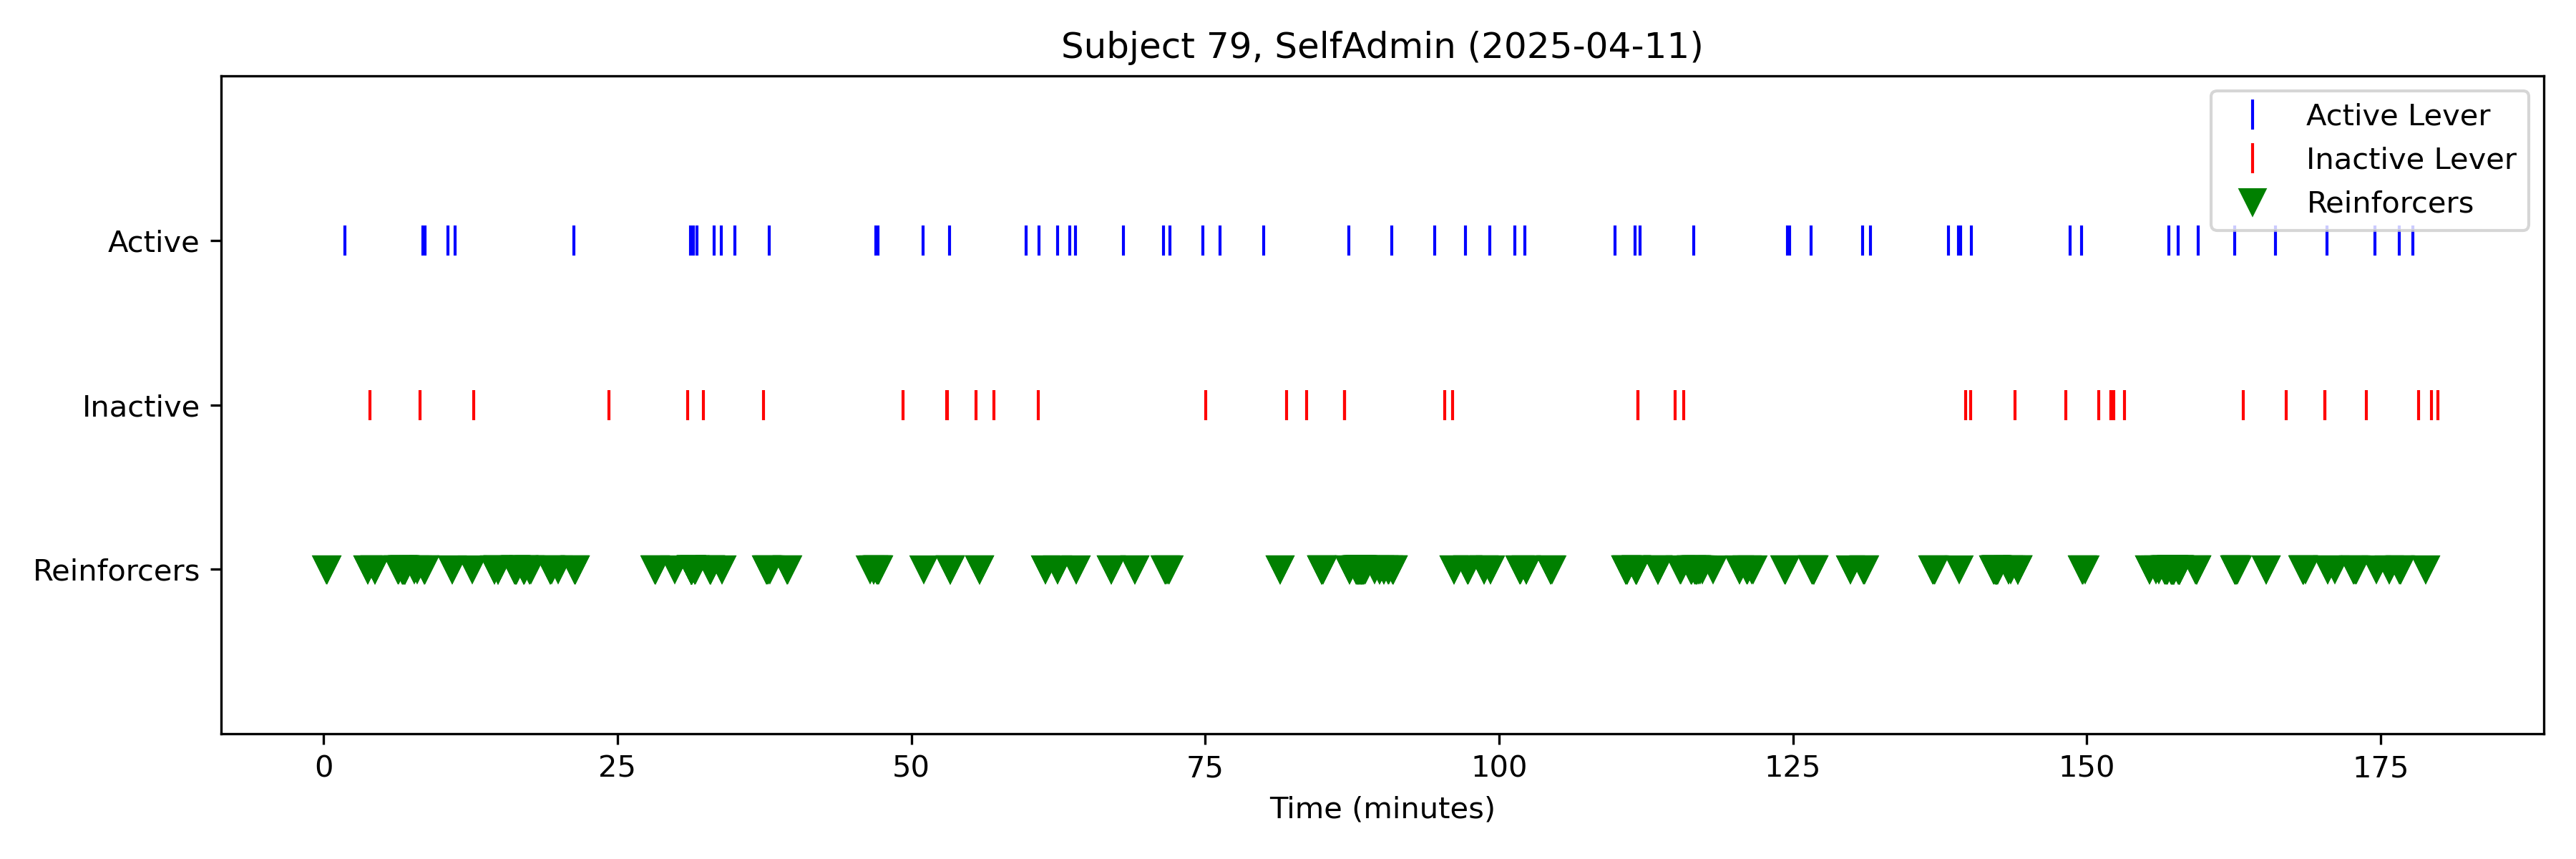 Subject 79, SelfAdmin (2025-04-11)
Active Lever
Inactive Lever
Reinforcers
Active
Inactive
Reinforcers
0 25 50 75 100 125 150 175
Time (minutes)